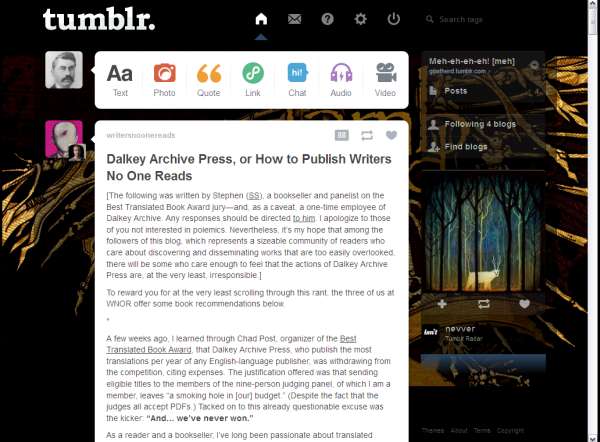 tumblr.
Search tags
Aa
hi!
Text Photo Quote Link Chat Audio Video
Meh-eh-eh-eh! [meh]
Posts
Following 4 blogs
Find blogs
writersnoonereads
Dalkey Archive Press, or How to Publish Writers
No One Reads
[The following was written by Stephen (SS), a bookseller and panelist on the
Best Translated Book Award jury—and, as a caveat, a one-time employee of
Dalkey Archive. Any responses should be directed to him. I apologize to those
of you not interested in polemics. Nevertheless, it's my hope that among the
followers of this blog, which represents a sizeable community of readers who
care about discovering and disseminating works that are too easily overlooked,
there will be some who care enough to feel that the actions of Dalkey Archive
Press are, at the very least, irresponsible.]
To reward you for at the very least scrolling through this rant, the three of us at
WNOR offer some book recommendations below.
*
A few weeks ago, I learned through Chad Post, organizer of the Best
Translated Book Award, that Dalkey Archive Press, who publish the most
translations per year of any English-language publisher, was withdrawing from
the competition, citing expenses. The justification offered was that sending
eligible titles to the members of the nine-person judging panel, of which I am a
member, leaves “a smoking hole in [our] budget.” (Despite the fact that the
judges all accept PDFs.) Tacked on to this already questionable excuse was
the kicker: “And… we’ve never won.”
As a reader and a bookseller, I've long been passionate about translated
nevver
Tumblr Radar
Themes About Terms Copyright